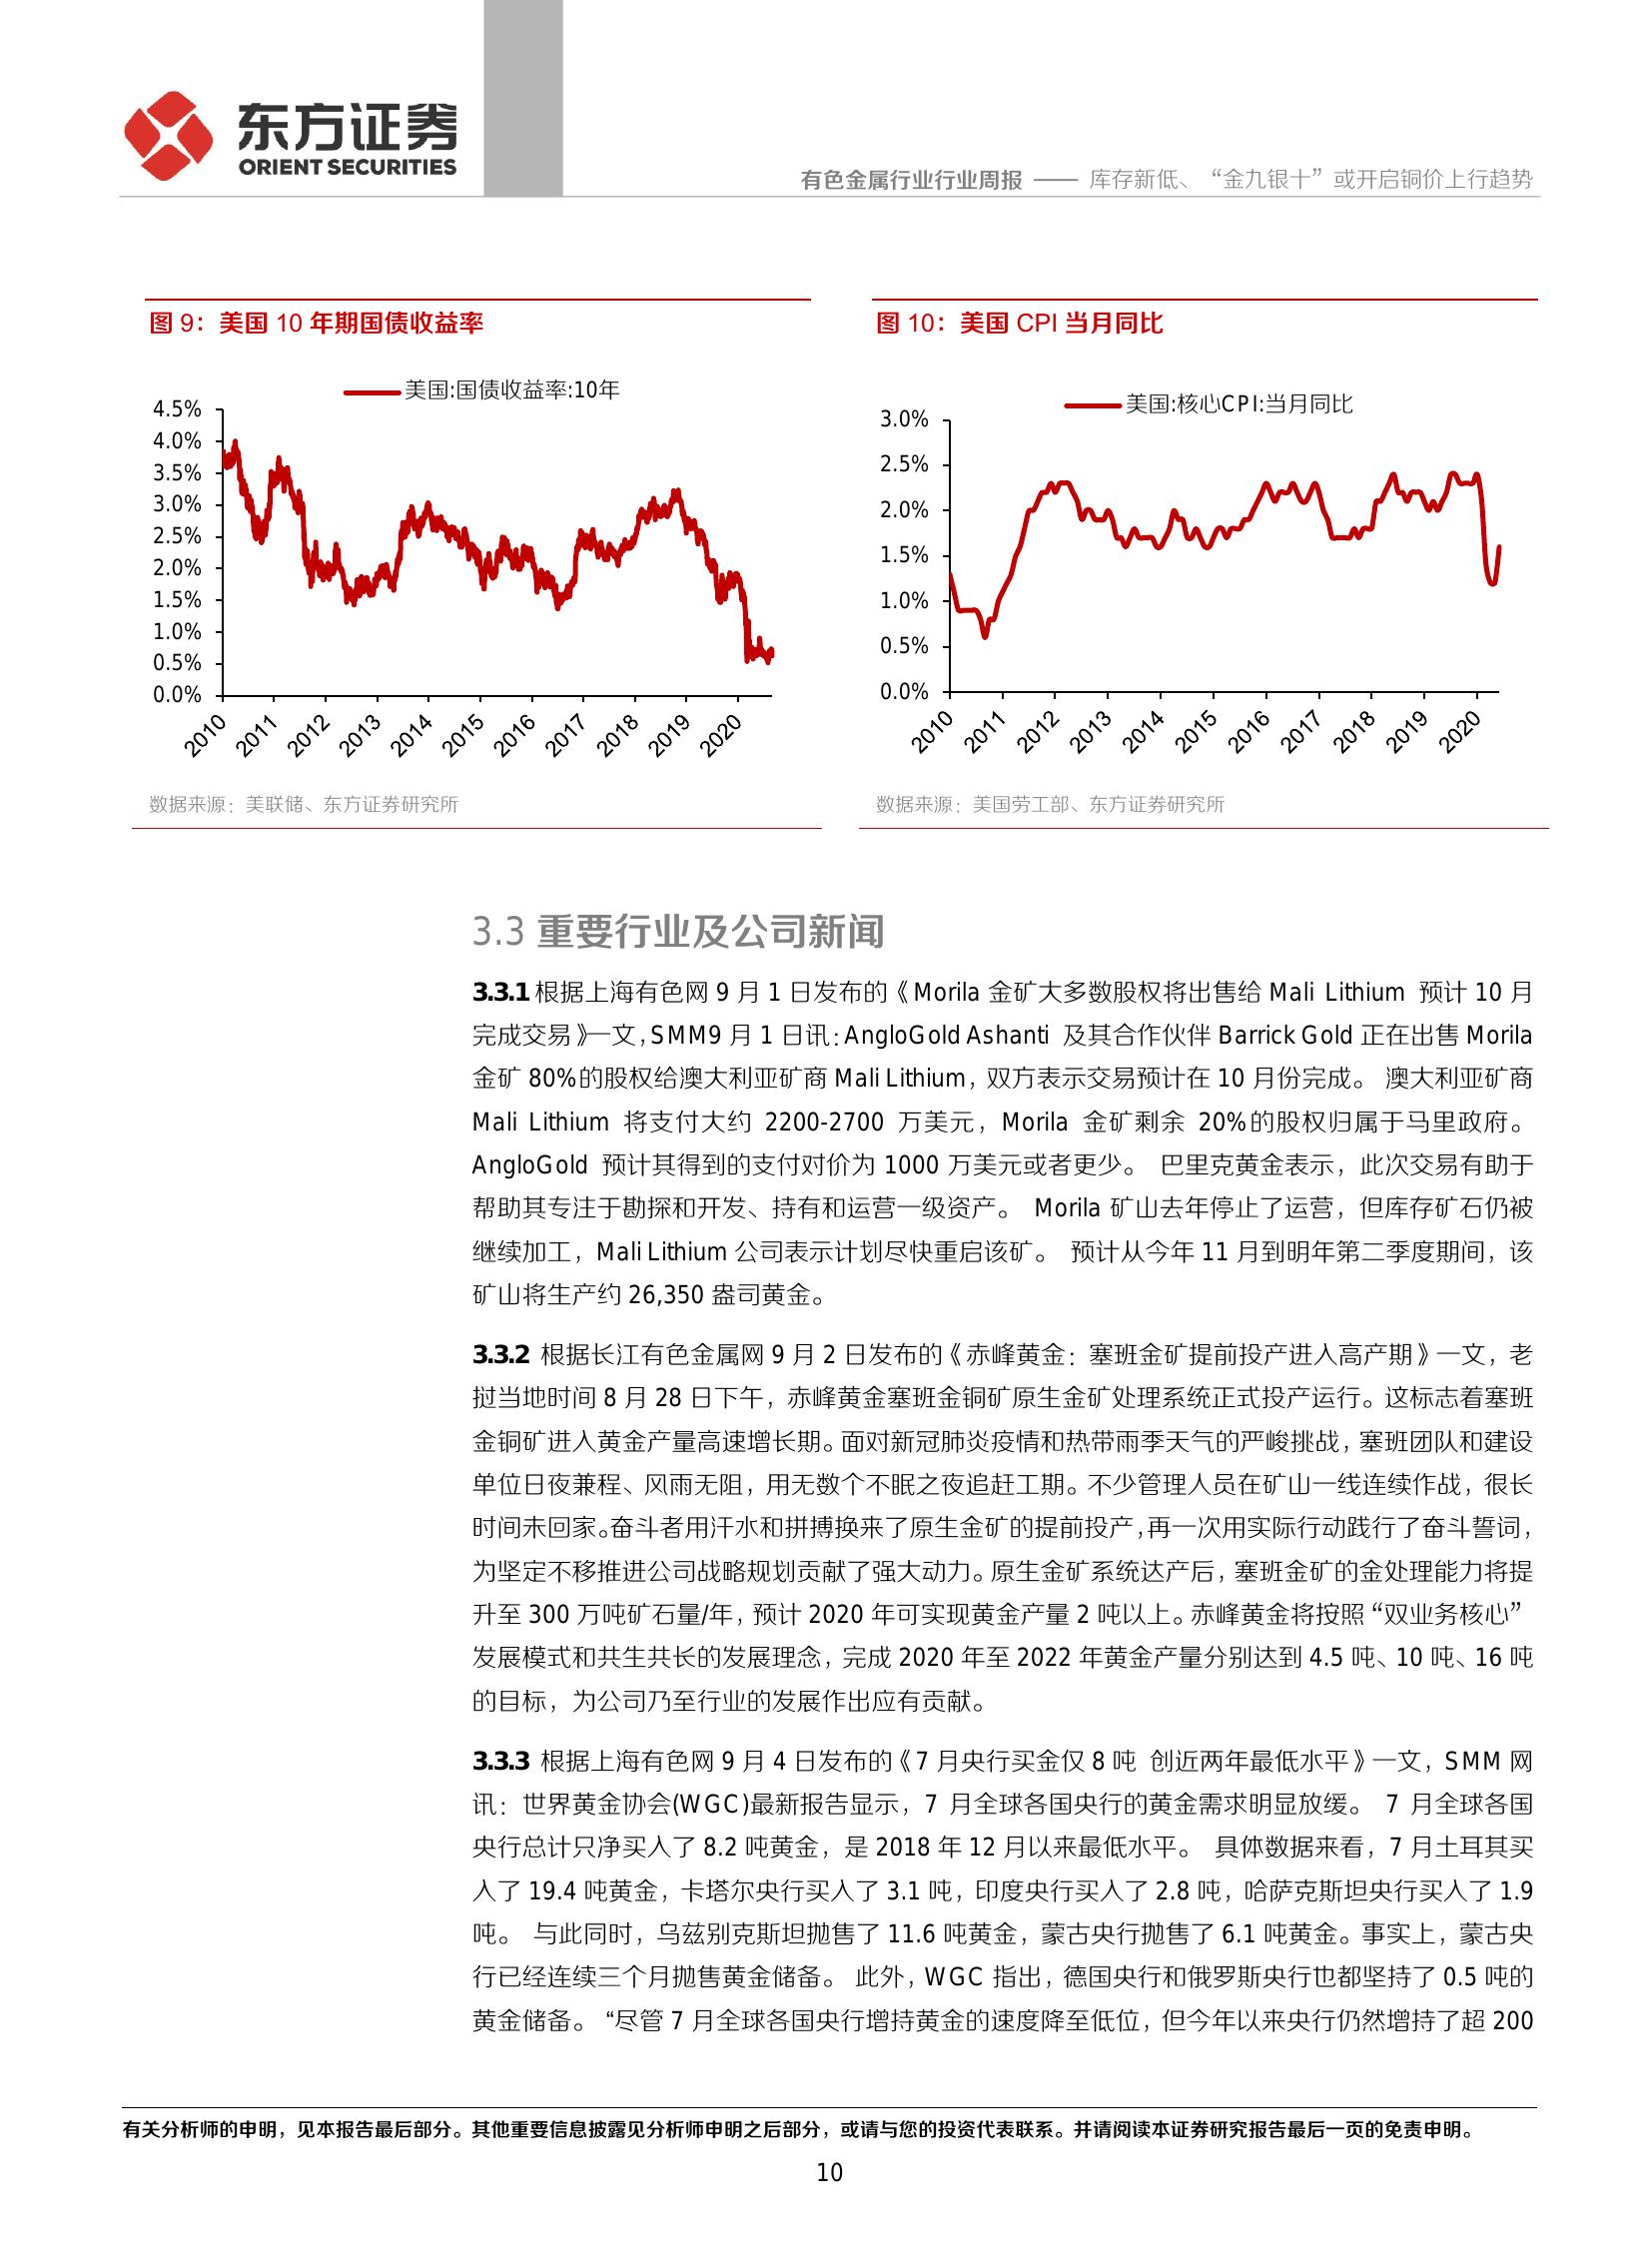 东方证券
ORIENT SECURITIES
有色金属行业行业周报 —— 库存新低、“金九银十”或开启铜价上行趋势
图 9：美国 10 年期国债收益率
美国:国债收益率:10年
4.5%
4.0%
3.5%
3.0%
2.5%
2.0%
1.5%
1.0%
0.5%
0.0%
2010 2011 2012 2013 2014 2015 2016 2017 2018 2019 2020
数据来源：美联储、东方证券研究所
图 10：美国 CPI 当月同比
美国:核心CPI:当月同比
3.0%
2.5%
2.0%
1.5%
1.0%
0.5%
0.0%
2010 2011 2012 2013 2014 2015 2016 2017 2018 2019 2020
数据来源：美国劳工部、东方证券研究所
3.3 重要行业及公司新闻
3.3.1 根据上海有色网 9 月 1 日发布的《Morila 金矿大多数股权将出售给 Mali Lithium 预计 10 月
完成交易》一文，SMM9 月 1 日讯：AngloGold Ashanti 及其合作伙伴 Barrick Gold 正在出售 Morila
金矿 80%的股权给澳大利亚矿商 Mali Lithium，双方表示交易预计在 10 月份完成。 澳大利亚矿商
Mali Lithium 将支付大约 2200-2700 万美元，Morila 金矿剩余 20%的股权归属于马里政府。
AngloGold 预计其得到的支付对价为 1000 万美元或者更少。 巴里克黄金表示，此次交易有助于
帮助其专注于勘探和开发、持有和运营一级资产。 Morila 矿山去年停止了运营，但库存矿石仍被
继续加工，Mali Lithium 公司表示计划尽快重启该矿。 预计从今年 11 月到明年第二季度期间，该
矿山将生产约 26,350 盎司黄金。
3.3.2 根据长江有色金属网 9 月 2 日发布的《赤峰黄金：塞班金矿提前投产进入高产期》一文，老
挝当地时间 8 月 28 日下午，赤峰黄金塞班金铜矿原生金矿处理系统正式投产运行。这标志着塞班
金铜矿进入黄金产量高速增长期。面对新冠肺炎疫情和热带雨季天气的严峻挑战，塞班团队和建设
单位日夜兼程、风雨无阻，用无数个不眠之夜追赶工期。不少管理人员在矿山一线连续作战，很长
时间未回家。奋斗者用汗水和拼搏换来了原生金矿的提前投产，再一次用实际行动践行了奋斗誓词，
为坚定不移推进公司战略规划贡献了强大动力。原生金矿系统达产后，塞班金矿的金处理能力将提
升至 300 万吨矿石量/年，预计 2020 年可实现黄金产量 2 吨以上。赤峰黄金将按照“双业务核心”
发展模式和共生共长的发展理念，完成 2020 年至 2022 年黄金产量分别达到 4.5 吨、10 吨、16 吨
的目标，为公司乃至行业的发展作出应有贡献。
3.3.3 根据上海有色网 9 月 4 日发布的《7 月央行买金仅 8 吨 创近两年最低水平》一文，SMM 网
讯：世界黄金协会(WGC)最新报告显示，7 月全球各国央行的黄金需求明显放缓。 7 月全球各国
央行总计只净买入了 8.2 吨黄金，是 2018 年 12 月以来最低水平。 具体数据来看，7 月土耳其买
入了 19.4 吨黄金，卡塔尔央行买入了 3.1 吨，印度央行买入了 2.8 吨，哈萨克斯坦央行买入了 1.9
吨。 与此同时，乌兹别克斯坦抛售了 11.6 吨黄金，蒙古央行抛售了 6.1 吨黄金。事实上，蒙古央
行已经连续三个月抛售黄金储备。 此外，WGC 指出，德国央行和俄罗斯央行也都坚持了 0.5 吨的
黄金储备。 “尽管 7 月全球各国央行增持黄金的速度降至低位，但今年以来央行仍然增持了超 200
有关分析师的申明，见本报告最后部分。其他重要信息披露见分析师申明之后部分，或请与您的投资代表联系。并请阅读本证券研究报告最后一页的免责申明。
10